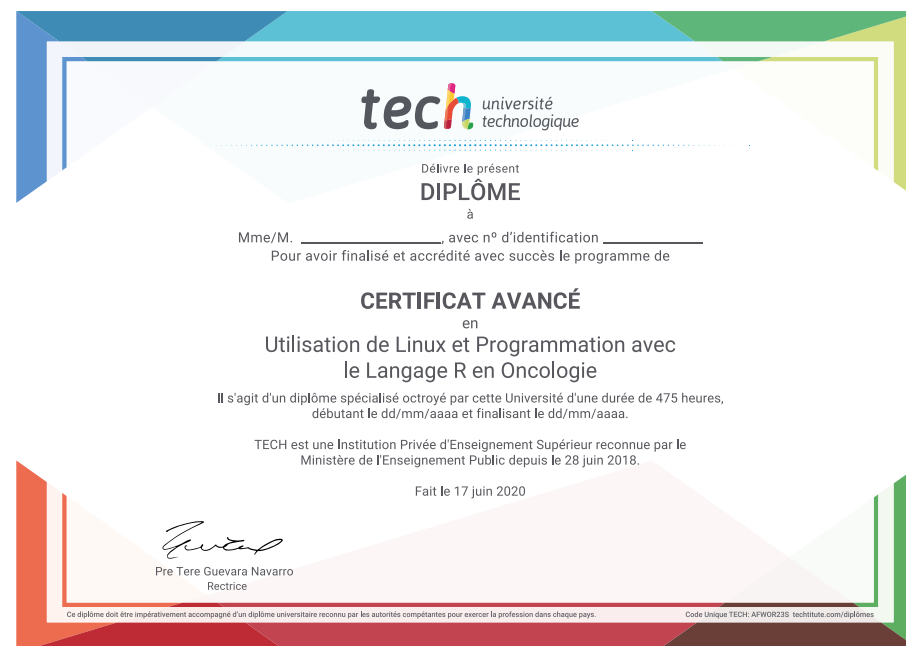 tech université
technologique
Délivre le présent
DIPLÔME
à
Mme/M. ____________________, avec nº d'identification ______________
Pour avoir finalisé et accrédité avec succès le programme de
CERTIFICAT AVANCÉ
en
Utilisation de Linux et Programmation avec
le Langage R en Oncologie
Il s'agit d'un diplôme spécialisé octroyé par cette Université d'une durée de 475 heures,
débutant le dd/mm/aaaa et finalisant le dd/mm/aaaa.
TECH est une Institution Privée d'Enseignement Supérieur reconnue par le
Ministère de l'Enseignement Public depuis le 28 juin 2018.
Fait le 17 juin 2020
Pre Tere Guevara Navarro
Rectrice
Ce diplôme doit être impérativement accompagné d'un diplôme universitaire reconnu par les autorités compétantes pour exercer la profession dans chaque pays. Code Unique TECH: AFWOR23S techtitute.com/diplômes